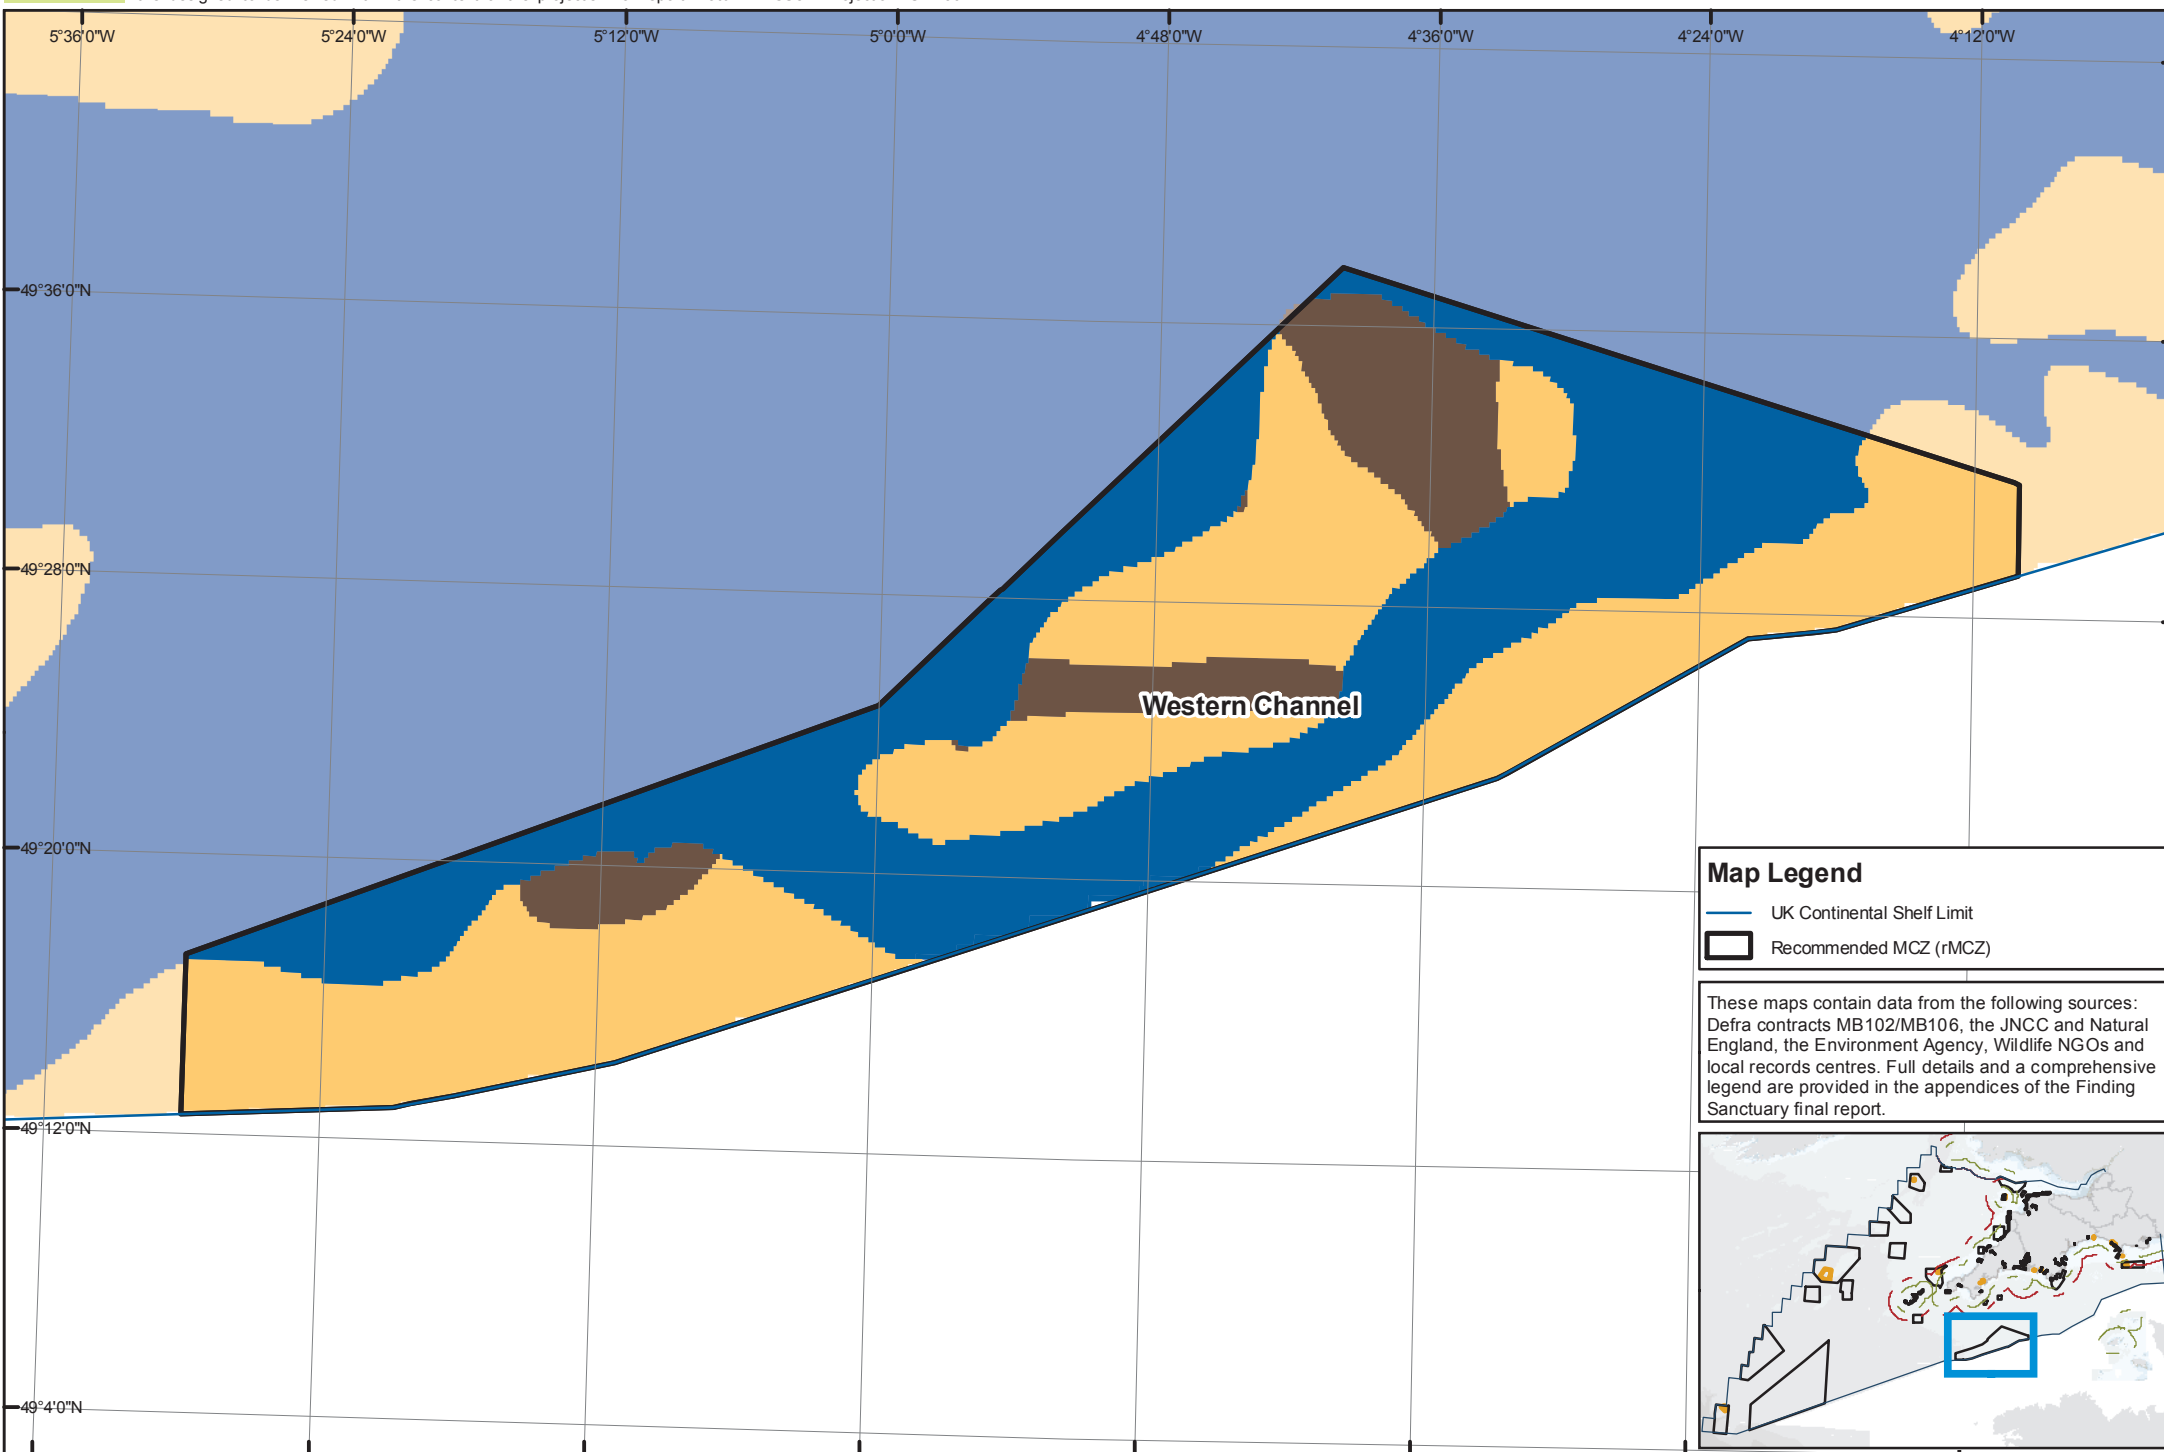 5°36'0"W
5°24'0"W
5°12'0"W
5°0'0"W
4°48'0"W
4°36'0"W
4°24'0"W
4°12'0"W
49°36'0"N
49°28'0"N
Western Channel
49°20'0"N
49°12'0"N
49°4'0"N
Map Legend
UK Continental Shelf Limit
Recommended MCZ (rMCZ)
These maps contain data from the following sources:
Defra contracts MB102/MB106, the JNCC and Natural
England, the Environment Agency, Wildlife NGOs and
local records centres. Full details and a comprehensive
legend are provided in the appendices of the Finding
Sanctuary final report.